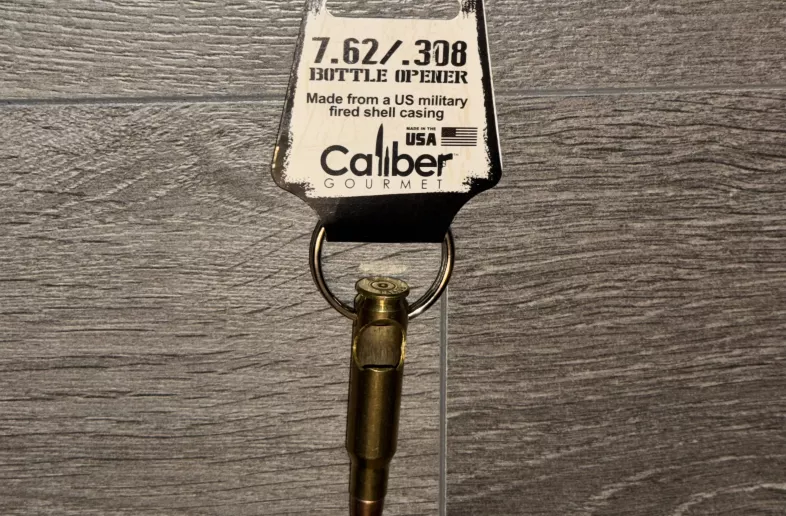 7.62/.308
BOTTLE OPENER
Made from a US military
fired shell casing
MADE IN THE
USA
Caliber
GOURMET